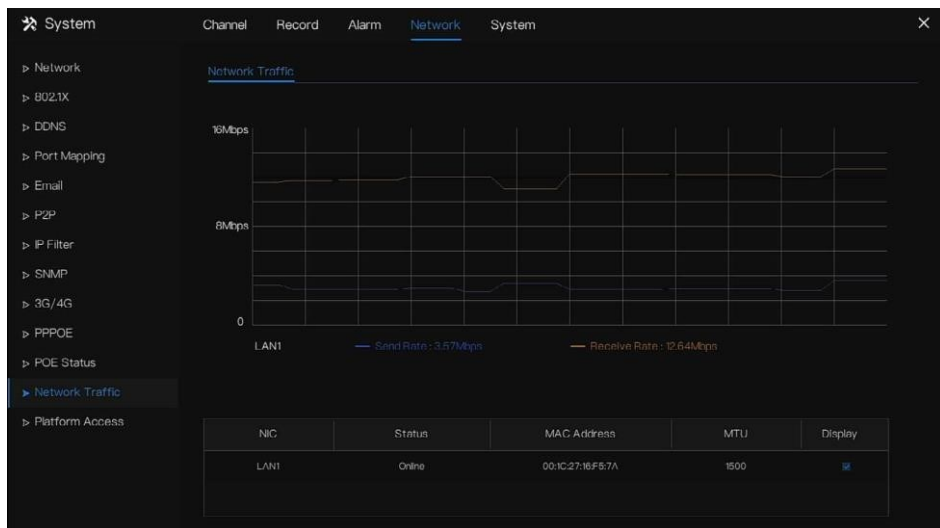 System
Channel Record Alarm Network System
Network
802.1X
DDNS
Port Mapping
Email
P2P
IP Filter
SNMP
3G/4G
PPPOE
POE Status
Network Traffic
Platform Access
Network Traffic
16Mbps
8Mbps
0
LAN1 Send Rate : 3.57Mbps Receive Rate : 12.64Mbps
NIC Status MAC Address MTU Display
LAN1 Online 00:1C:27:16:F5:7A 1500